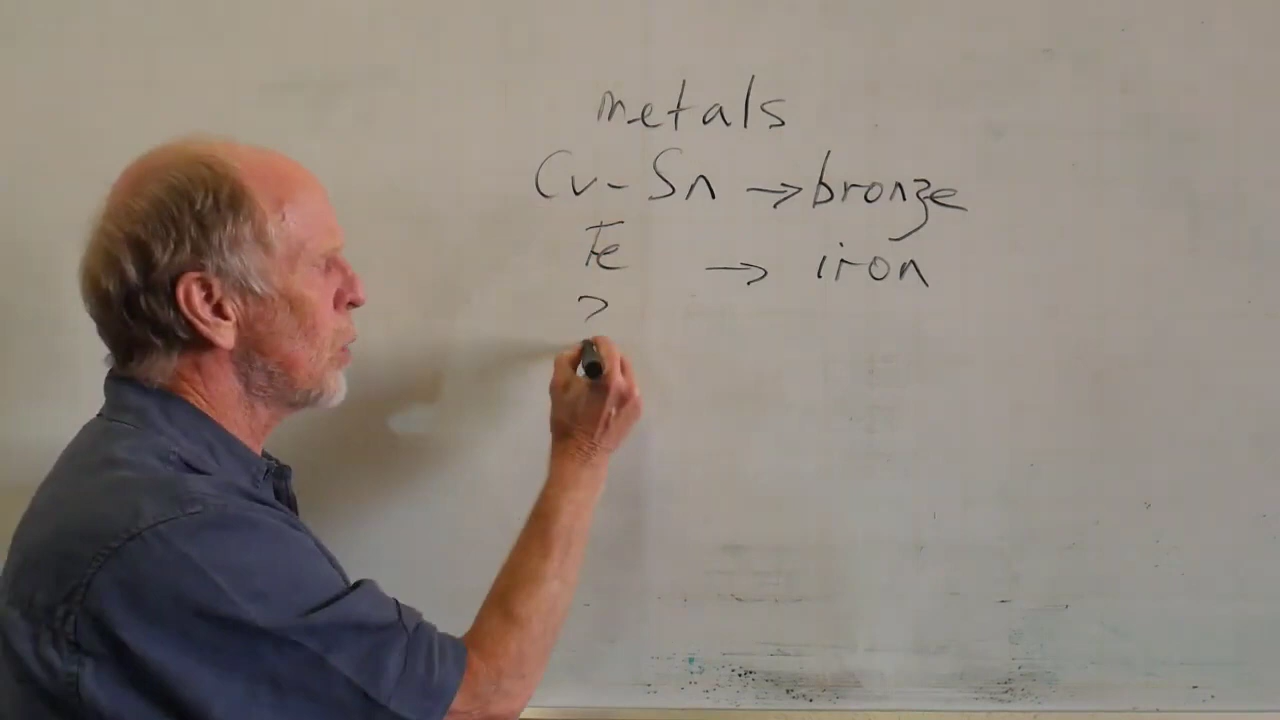 metals
Cu-Sn → bronze
Fe → iron